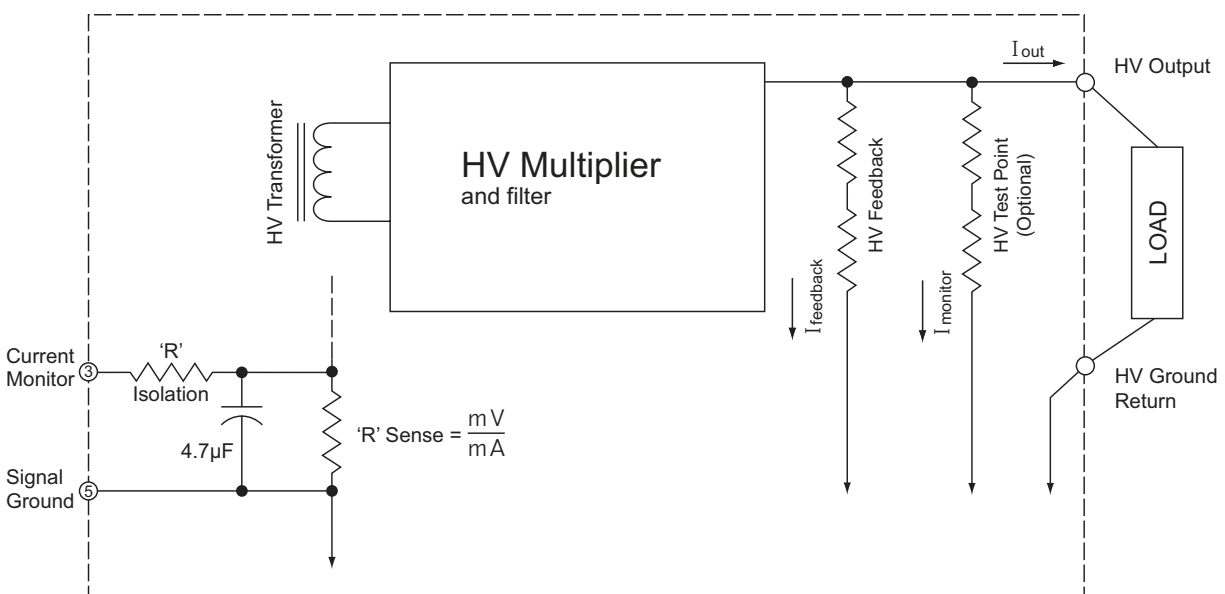 I out
HV Output
HV Transformer
HV Multiplier
and filter
HV Feedback
HV Test Point
(Optional)
LOAD
I feedback
I monitor
Current
Monitor
3
'R'
Isolation
HV Ground
Return
4.7µF
'R' Sense = mV
mA
Signal
Ground
5